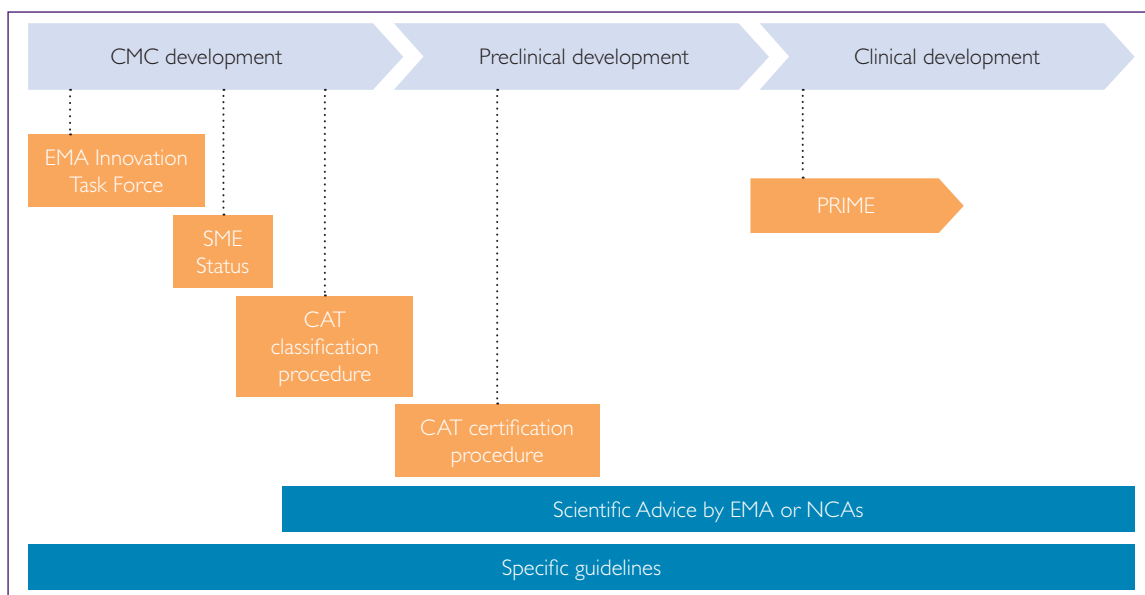 CMC development
Preclinical development
Clinical development
EMA Innovation
Task Force
PRIME
SME
Status
CAT
classification
procedure
CAT certification
procedure
Scientific Advice by EMA or NCAs
Specific guidelines